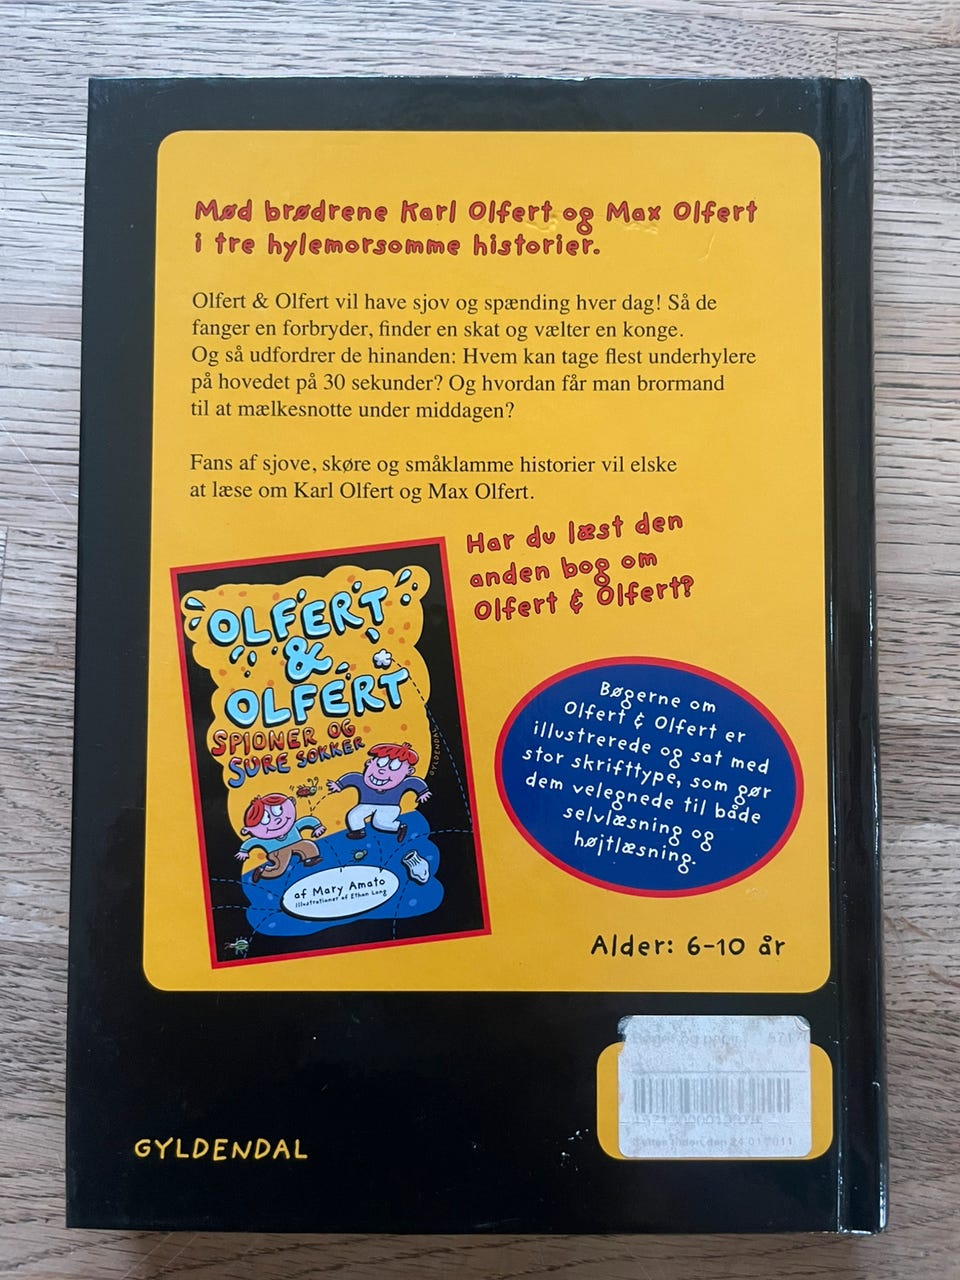 Mød brødrene Karl Olfert og Max Olfert
i tre hylemorsomme historier.
Olfert & Olfert vil have sjov og spænding hver dag! Så de
fanger en forbryder, finder en skat og vælter en konge.
Og så udfordrer de hinanden: Hvem kan tage flest underhylere
på hovedet på 30 sekunder? Og hvordan får man brormand
til at mælkesnotte under middagen?
Fans af sjove, skøre og småklamme historier vil elske
at læse om Karl Olfert og Max Olfert.
Har du læst den
anden bog om
Olfert & Olfert?
OLFERT
&
OLFERT
SPIONER OG
SURE SOKKER
GYLDENDAL
af Mary Amato
Illustrationer af Ethan Long
Bøgerne om
Olfert & Olfert er
illustrerede og sat med
stor skrifttype, som gør
dem velegnede til både
selvlæsning og
højtlæsning.
Alder: 6-10 år
GYLDENDAL
den 24.01.2011